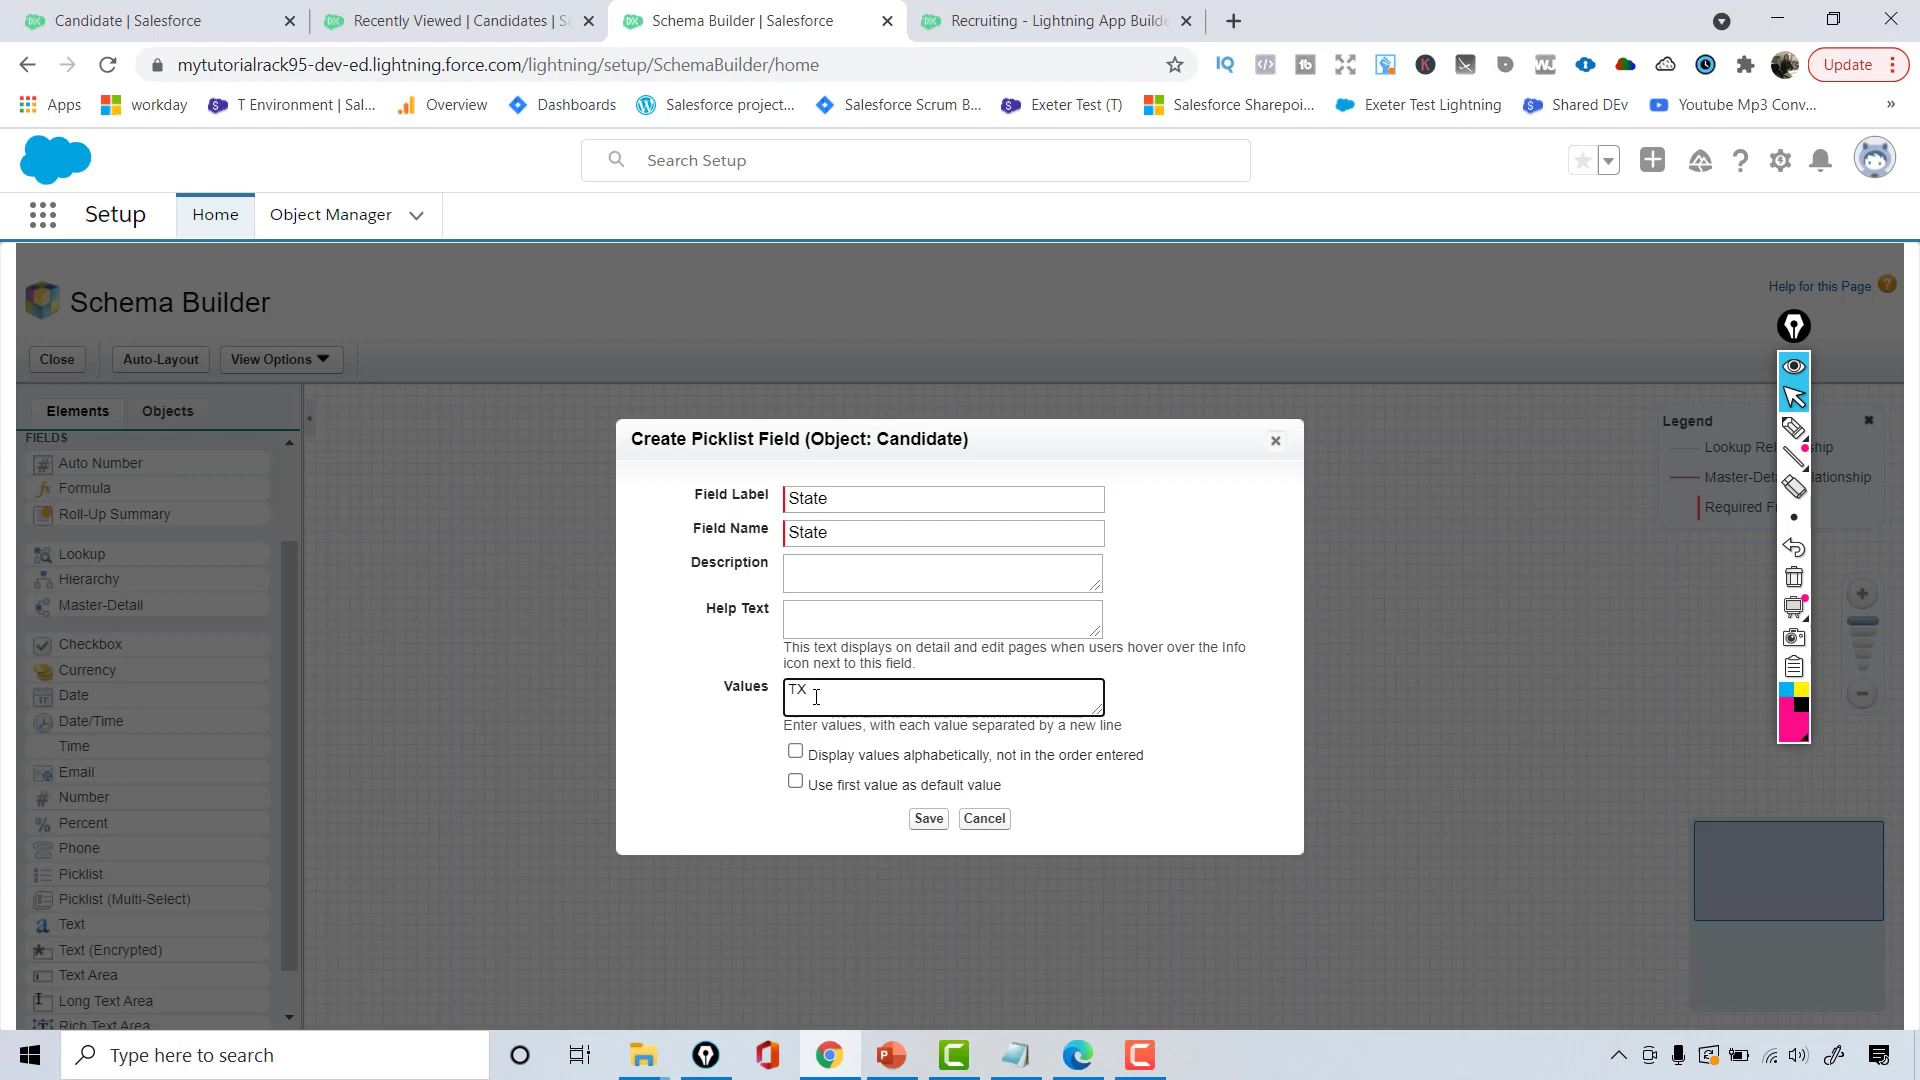 Candidate | Salesforce
Recently Viewed | Candidates | S
Schema Builder | Salesforce
Recruiting - Lightning App Builde
mytutorialrack95-dev-ed.lightning.force.com/lightning/setup/SchemaBuilder/home
Update
Apps
workday
T Environment | Sal...
Overview
Dashboards
Salesforce project...
Salesforce Scrum B...
Exeter Test (T)
Salesforce Sharepoi...
Exeter Test Lightning
Shared DEv
Youtube Mp3 Conv...
»
Search Setup
Setup
Home
Object Manager
Schema Builder
Help for this Page
Close
Auto-Layout
View Options
Elements
Objects
FIELDS
Auto Number
Formula
Roll-Up Summary
Lookup
Hierarchy
Master-Detail
Checkbox
Currency
Date
Date/Time
Time
Email
Number
Percent
Phone
Picklist
Picklist (Multi-Select)
Text
Text (Encrypted)
Text Area
Long Text Area
Rich Text Area
Create Picklist Field (Object: Candidate)
Field Label
State
Field Name
State
Description
Help Text
This text displays on detail and edit pages when users hover over the Info
icon next to this field.
Values
TX
Enter values, with each value separated by a new line
Display values alphabetically, not in the order entered
Use first value as default value
Save
Cancel
Legend
Lookup Re
hip
Master-Det
lationship
Required F
Type here to search